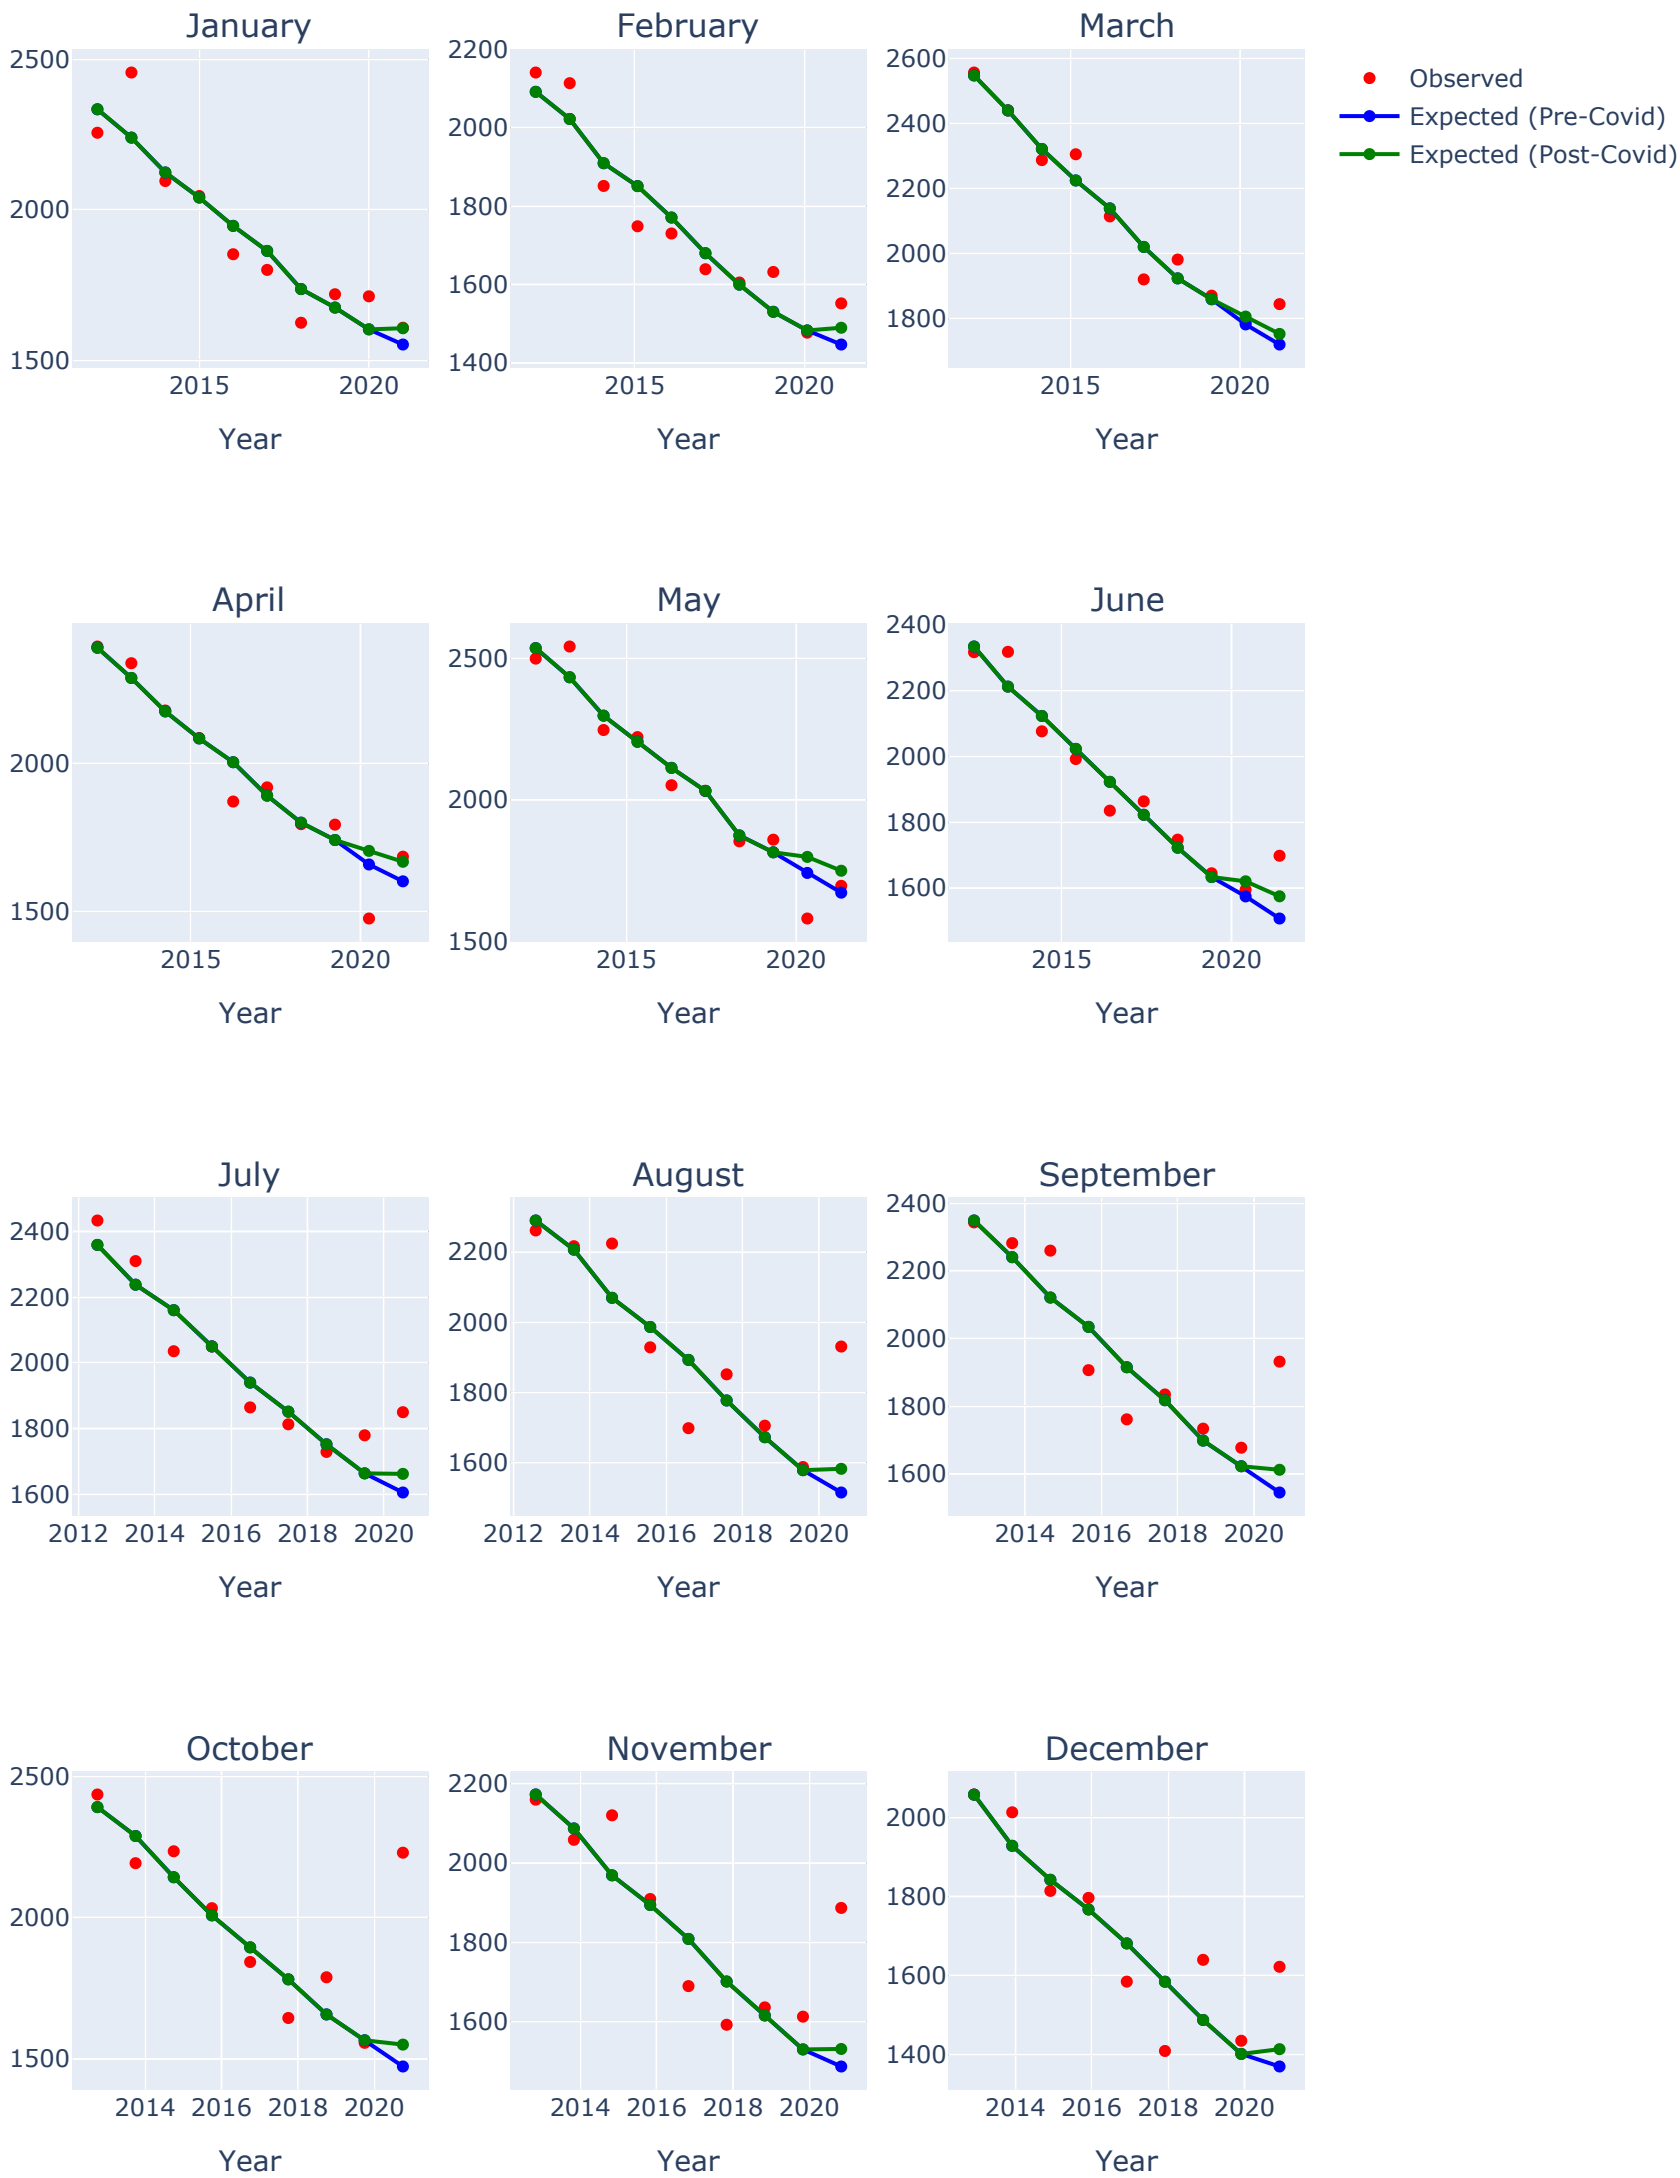 January February March
2500
2000
1500
2015 2020
Year
2200
2000
1800
1600
1400
2015 2020
Year
2600
2400
2200
2000
1800
2015 2020
Year
Observed
Expected (Pre-Covid)
Expected (Post-Covid)
April May June
2000
1500
2015 2020
Year
2500
2000
1500
2015 2020
Year
2400
2200
2000
1800
1600
2015 2020
Year
July August September
2400
2200
2000
1800
1600
2012 2014 2016 2018 2020
Year
2200
2000
1800
1600
2012 2014 2016 2018 2020
Year
2400
2200
2000
1800
1600
2014 2016 2018 2020
Year
October November December
2500
2000
1500
2014 2016 2018 2020
Year
2200
2000
1800
1600
2014 2016 2018 2020
Year
2000
1800
1600
1400
2014 2016 2018 2020
Year